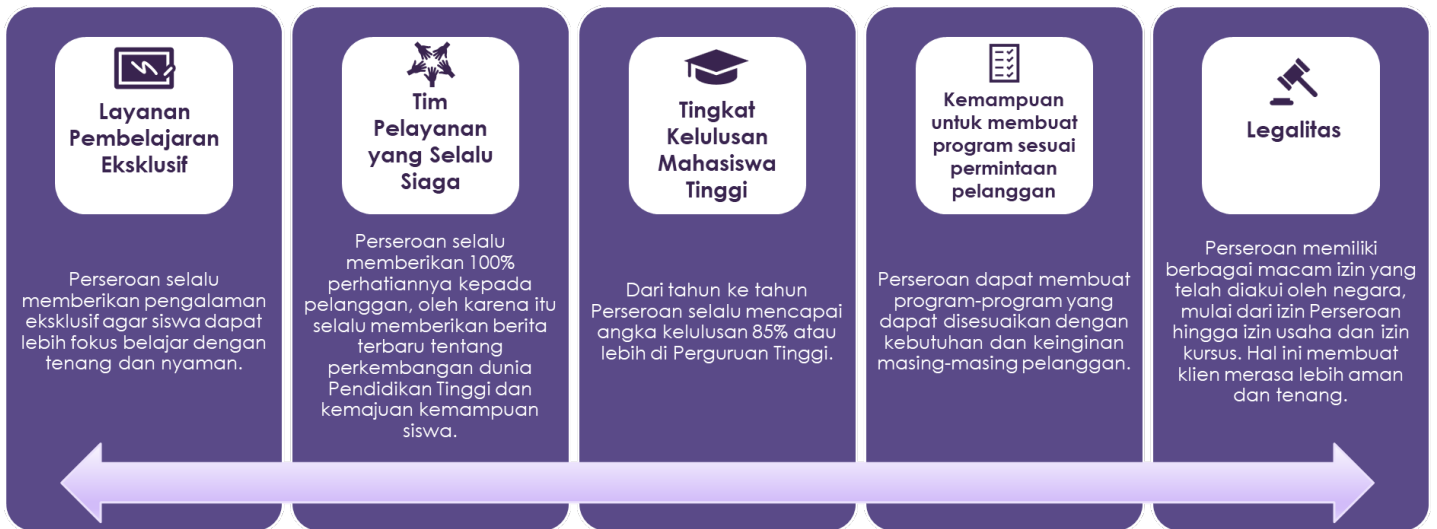 Layanan
Pembelajaran
Eksklusif
Perseroan selalu
memberikan pengalaman
eksklusif agar siswa dapat
lebih fokus belajar dengan
tenang dan nyaman.
Tim
Pelayanan
yang Selalu
Siaga
Perseroan selalu
memberikan 100%
perhatiannya kepada
pelanggan, oleh karena itu
selalu memberikan berita
terbaru tentang
perkembangan dunia
Pendidikan Tinggi dan
kemajuan kemampuan
siswa.
Tingkat
Kelulusan
Mahasiswa
Tinggi
Dari tahun ke tahun
Perseroan selalu mencapai
angka kelulusan 85% atau
lebih di Perguruan Tinggi.
Kemampuan
untuk membuat
program sesuai
permintaan
pelanggan
Perseroan dapat membuat
program-program yang
dapat disesuaikan dengan
kebutuhan dan keinginan
masing-masing pelanggan.
Legalitas
Perseroan memiliki
berbagai macam izin yang
telah diakui oleh negara,
mulai dari izin Perseroan
hingga izin usaha dan izin
kursus. Hal ini membuat
klien merasa lebih aman
dan tenang.